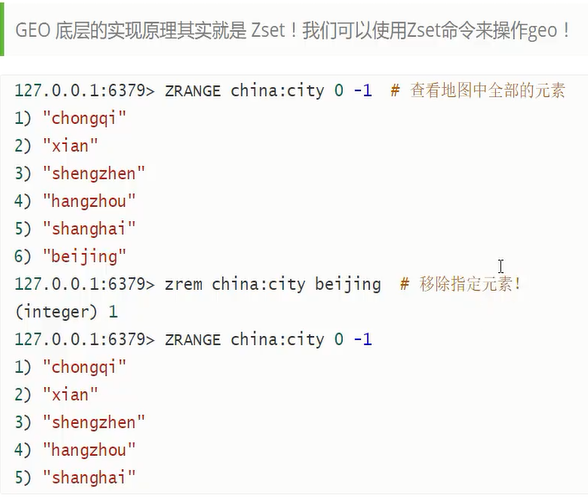 GEO 底层的实现原理其实就是 Zset！我们可以使用Zset命令来操作geo！
127.0.0.1:6379> ZRANGE china:city 0 -1  # 查看地图中全部的元素
1) "chongqi"
2) "xian"
3) "shengzhen"
4) "hangzhou"
5) "shanghai"
6) "beijing"
127.0.0.1:6379> zrem china:city beijing  # 移除指定元素！
(integer) 1
127.0.0.1:6379> ZRANGE china:city 0 -1
1) "chongqi"
2) "xian"
3) "shengzhen"
4) "hangzhou"
5) "shanghai"